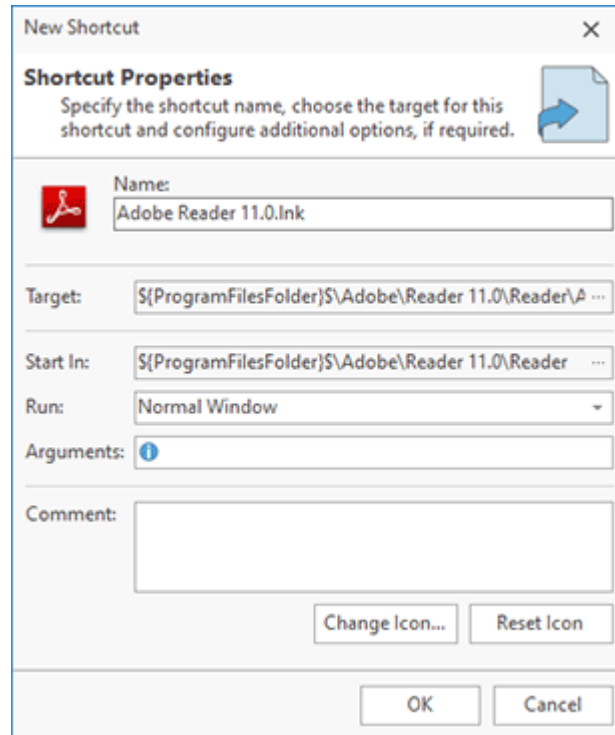 New Shortcut
Shortcut Properties
Specify the shortcut name, choose the target for this
shortcut and configure additional options, if required.
Name:
Adobe Reader 11.0.lnk
Target: ${ProgramFilesFolder}$\Adobe\Reader 11.0\Reader\A ...
Start In: ${ProgramFilesFolder}$\Adobe\Reader 11.0\Reader ...
Run: Normal Window
Arguments:
Comment:
Change Icon... Reset Icon
OK Cancel